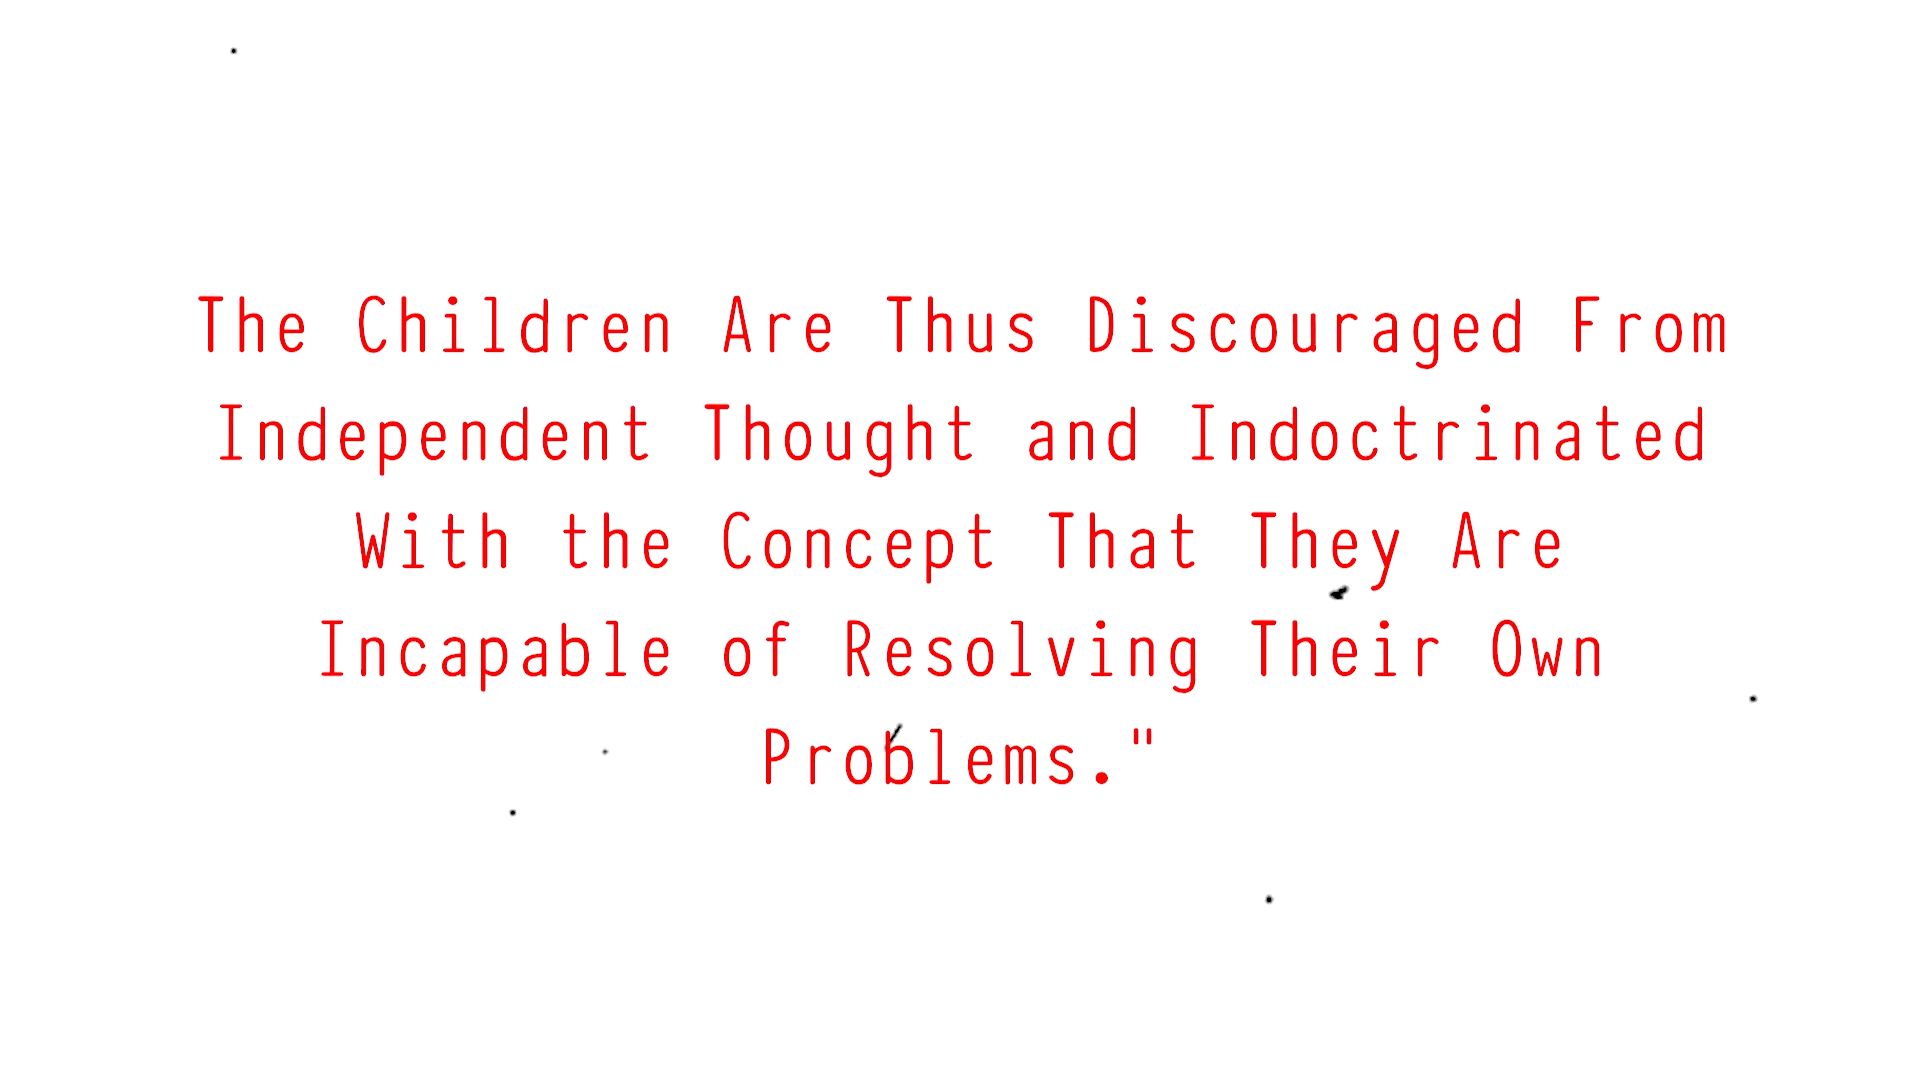 The Children Are Thus Discouraged From
Independent Thought and Indoctrinated
With the Concept That They Are
Incapable of Resolving Their Own
Problems."